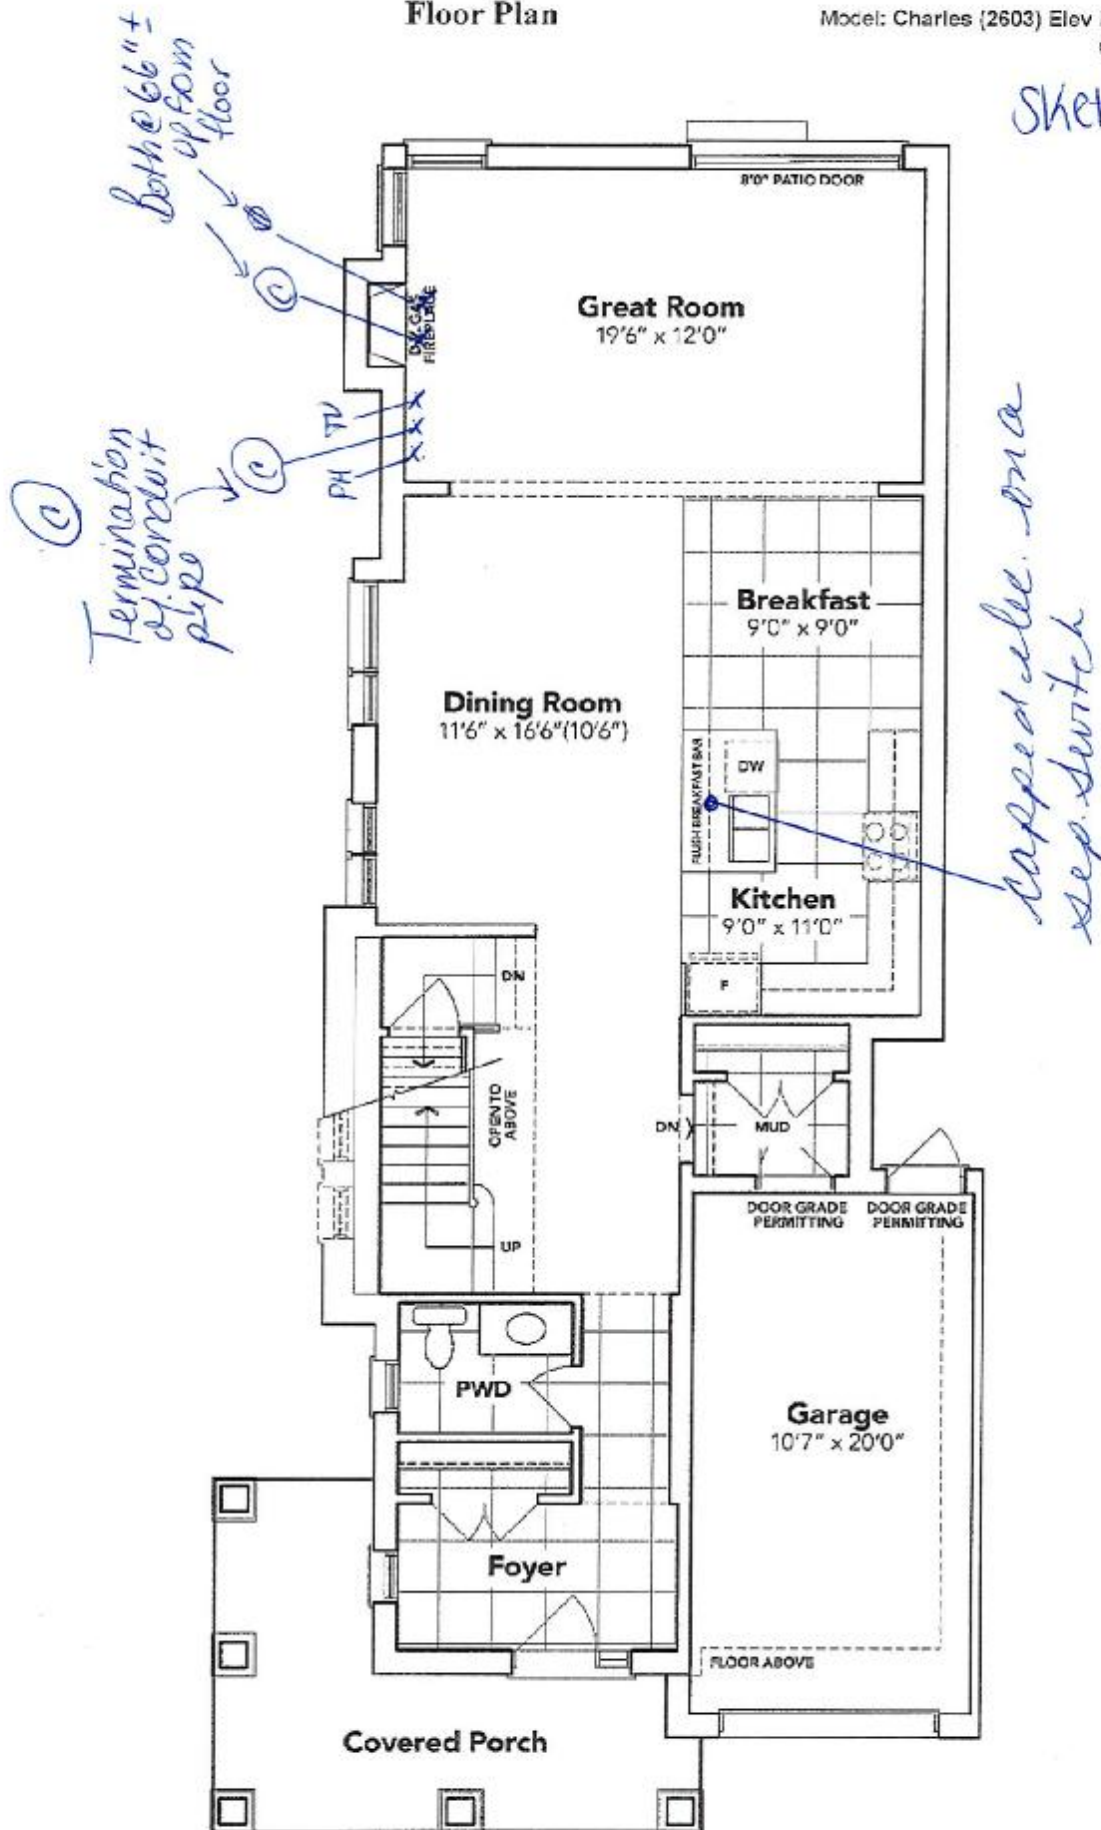 Floor Plan
Model: Charles (2603) Elev
Both @ 66" ±
up from
floor
C
8'0" PATIO DOOR
Great Room
19'6" x 12'0"
FIREPLACE
TV
C
PH
C
Termination
of conduit
pipe
capped elec. on a
sep. switch
Breakfast
9'0" x 9'0"
Dining Room
11'6" x 16'6"(10'6")
DW
FLUSH BREAKFAST BAR
Kitchen
9'0" x 11'0"
F
DN
OPEN TO
ABOVE
DN
MUD
DOOR GRADE
PERMITTING
DOOR GRADE
PERMITTING
UP
PWD
Garage
10'7" x 20'0"
Foyer
FLOOR ABOVE
Covered Porch